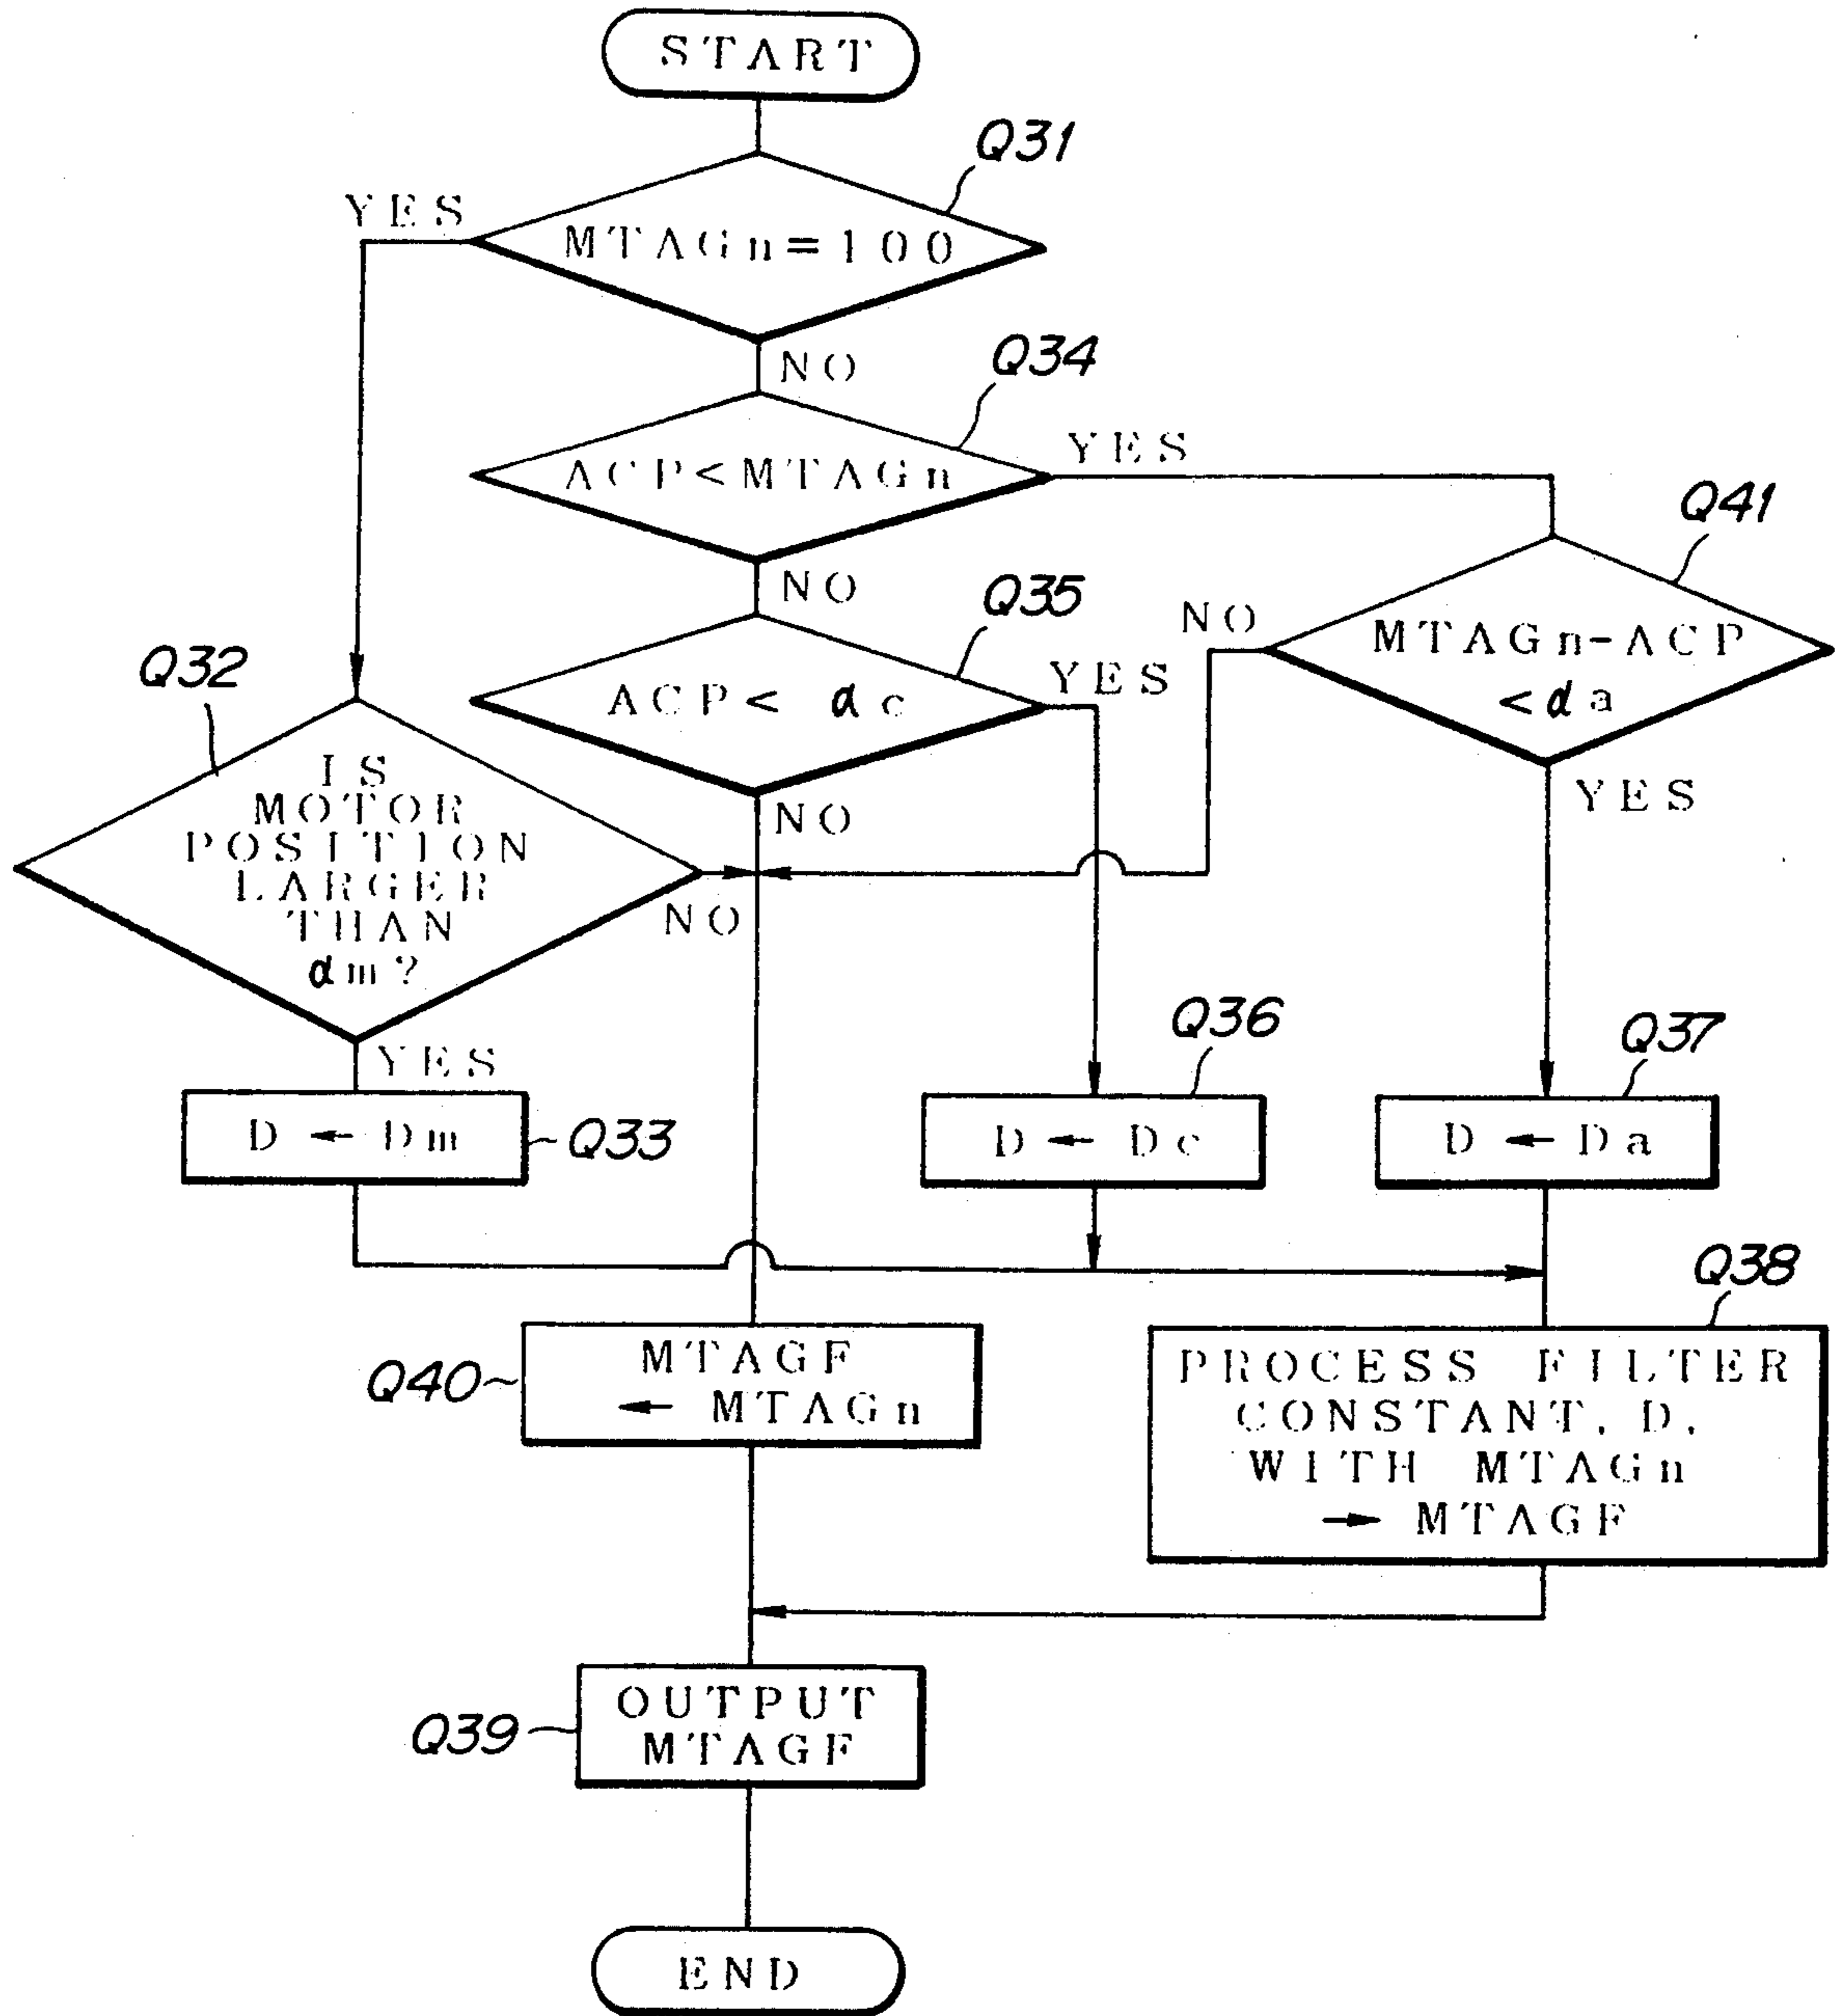 START
Q31
YES
MTAGn=100
NO
Q34
ACP<MTAGn
YES
Q41
NO
Q35
NO
MTAGn-ACP
<αa
Q32
ACP< αc
YES
IS
MOTOR
POSITION
LARGER
THAN
αm?
NO
YES
NO
Q36
Q37
YES
D ← Dm
Q33
D ← Dc
D ← Da
Q38
Q40
MTAGF
← MTAGn
PROCESS FILTER
CONSTANT, D,
WITH MTAGn
→ MTAGF
Q39
OUTPUT
MTAGF
END